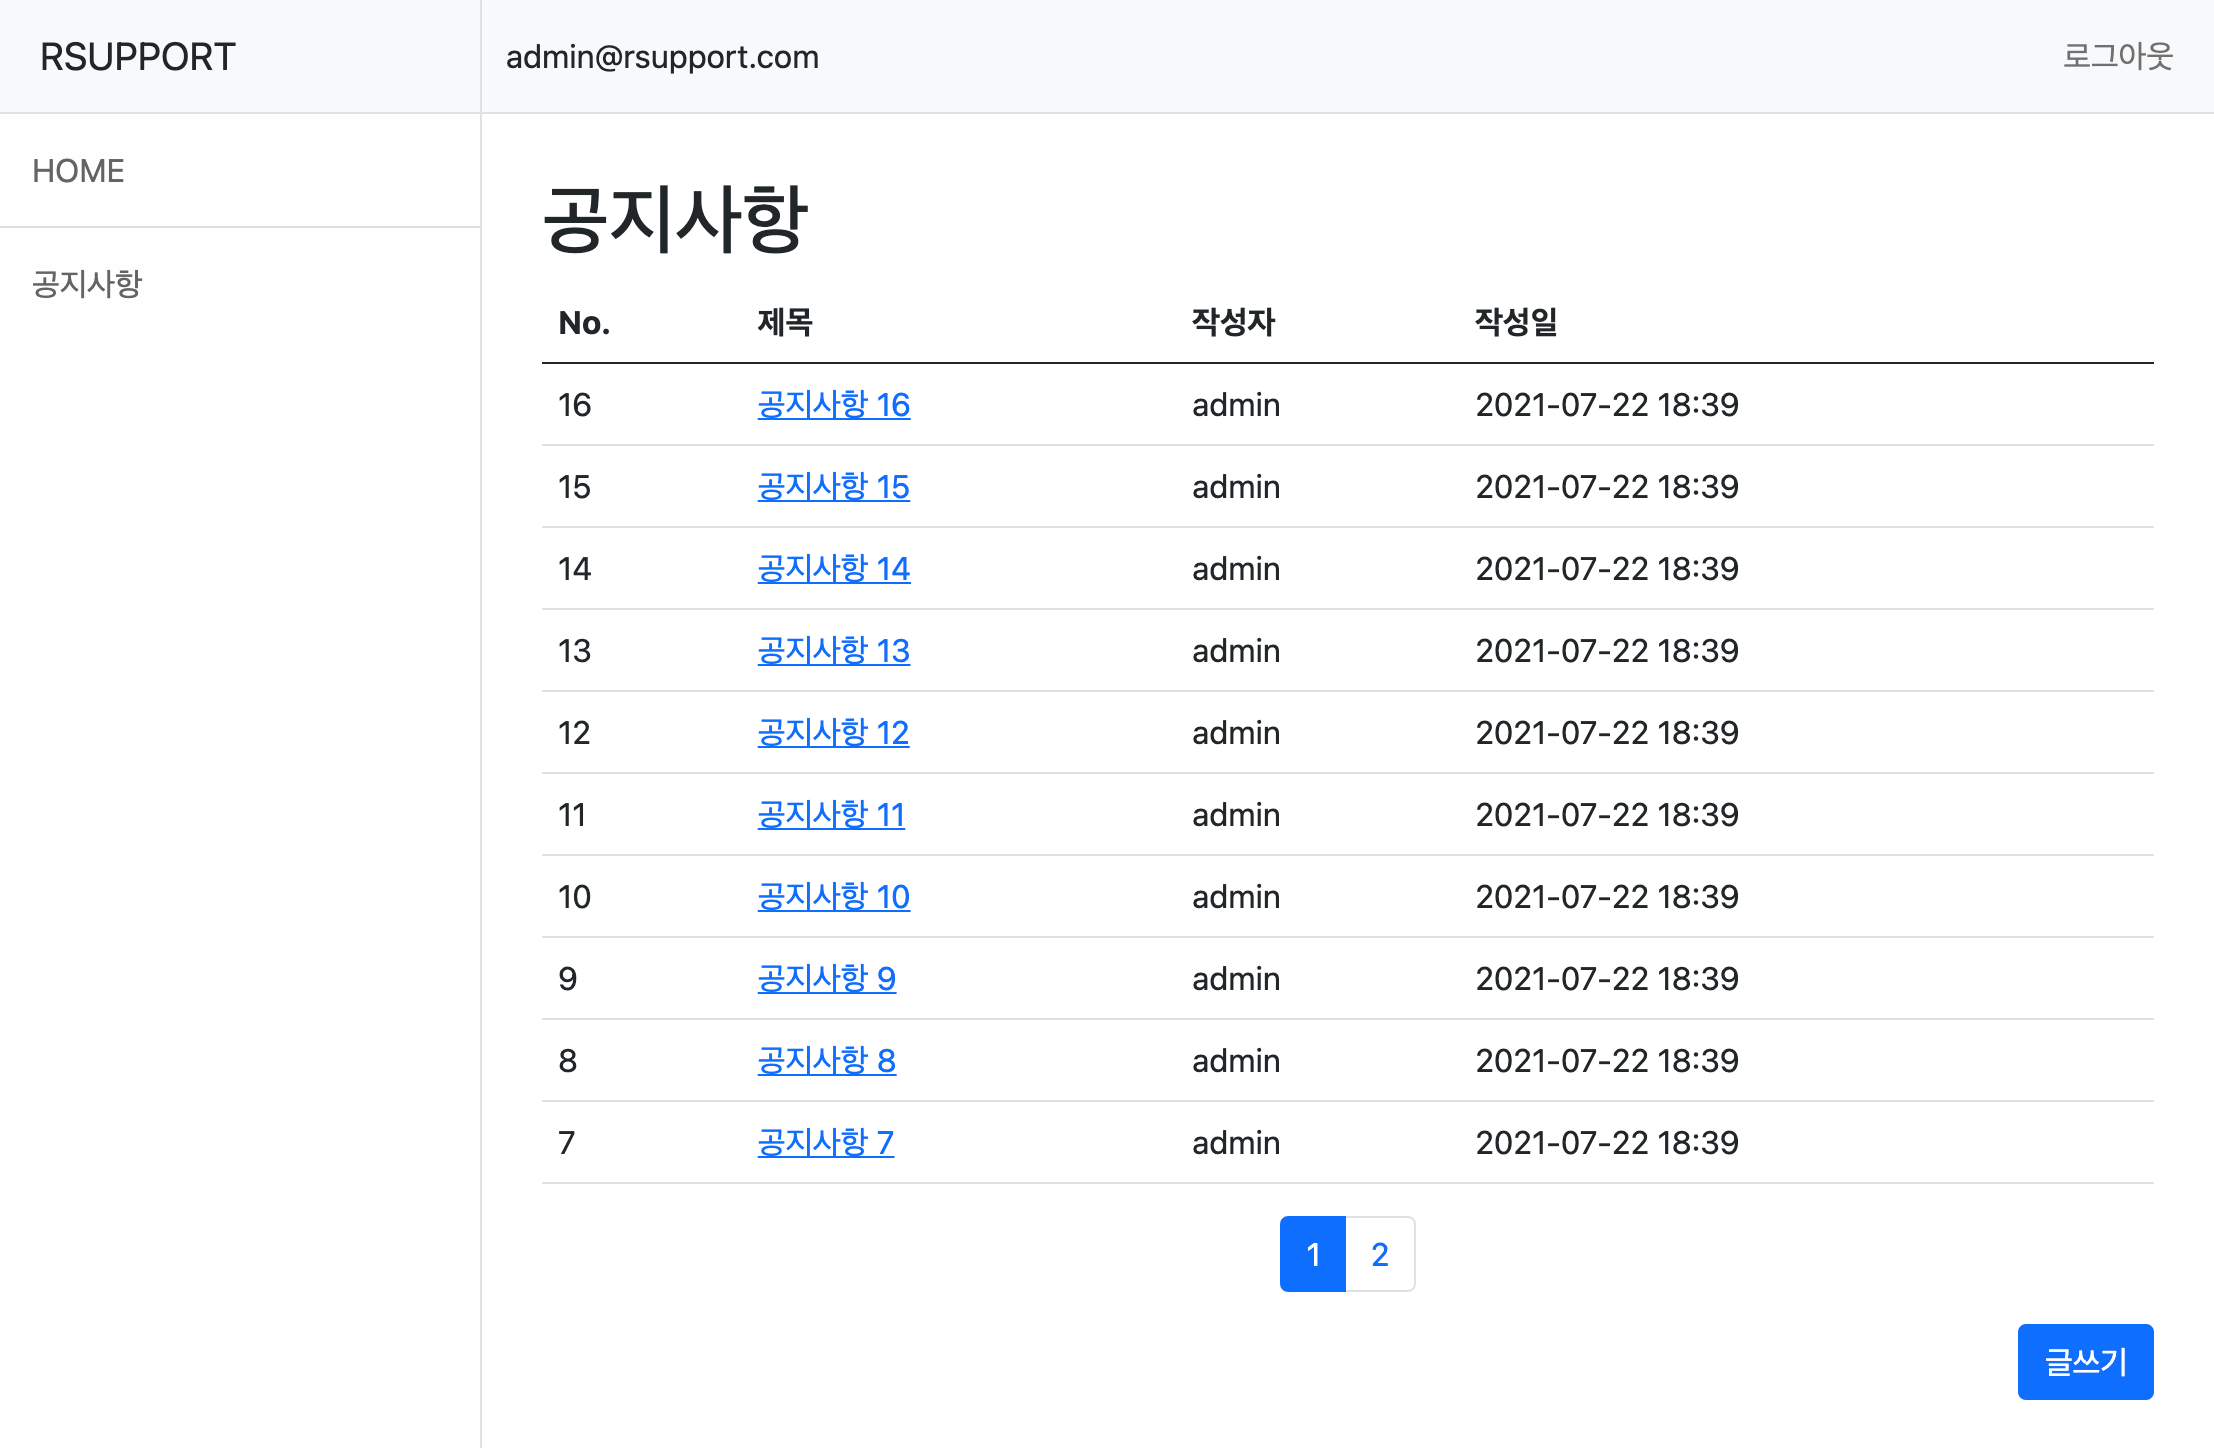 RSUPPORT admin@rsupport.com 로그아웃
HOME
공지사항
공지사항
No. 제목 작성자 작성일
16 공지사항 16 admin 2021-07-22 18:39
15 공지사항 15 admin 2021-07-22 18:39
14 공지사항 14 admin 2021-07-22 18:39
13 공지사항 13 admin 2021-07-22 18:39
12 공지사항 12 admin 2021-07-22 18:39
11 공지사항 11 admin 2021-07-22 18:39
10 공지사항 10 admin 2021-07-22 18:39
9 공지사항 9 admin 2021-07-22 18:39
8 공지사항 8 admin 2021-07-22 18:39
7 공지사항 7 admin 2021-07-22 18:39
1 2
글쓰기